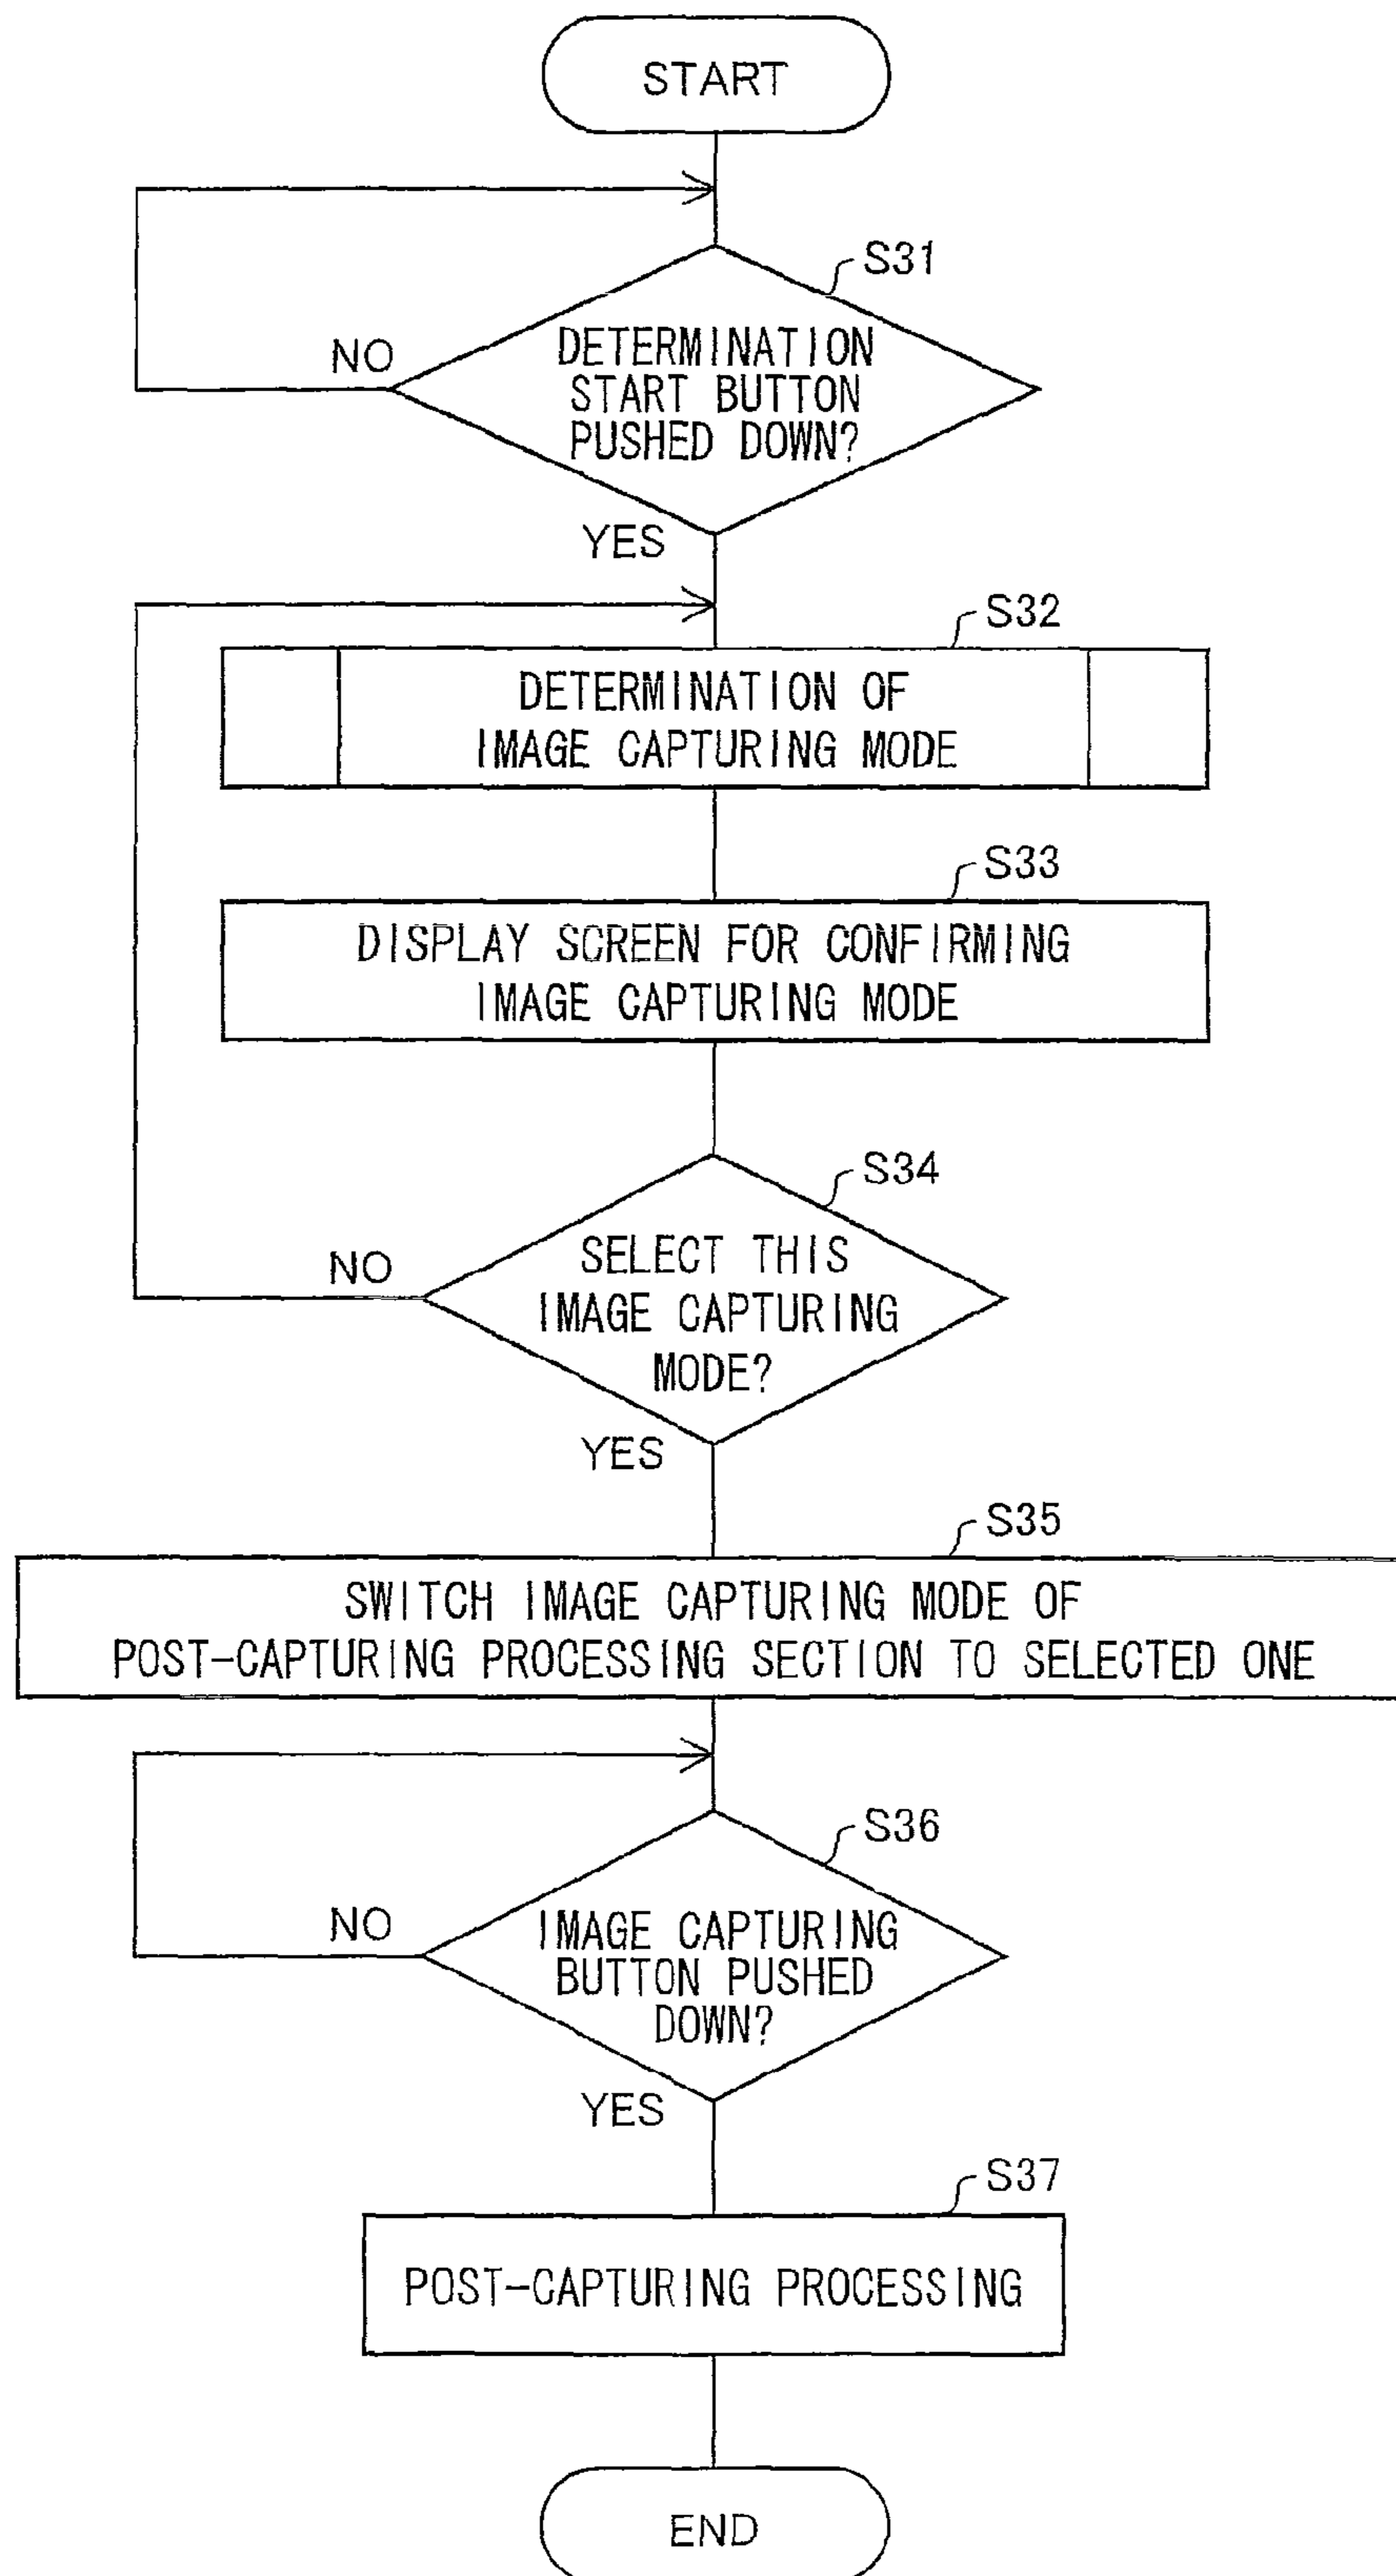 START
S31
DETERMINATION
START BUTTON
PUSHED DOWN?
NO
YES
S32
DETERMINATION OF
IMAGE CAPTURING MODE
S33
DISPLAY SCREEN FOR CONFIRMING
IMAGE CAPTURING MODE
S34
SELECT THIS
IMAGE CAPTURING
MODE?
NO
YES
S35
SWITCH IMAGE CAPTURING MODE OF
POST-CAPTURING PROCESSING SECTION TO SELECTED ONE
S36
IMAGE CAPTURING
BUTTON PUSHED
DOWN?
NO
YES
S37
POST-CAPTURING PROCESSING
END